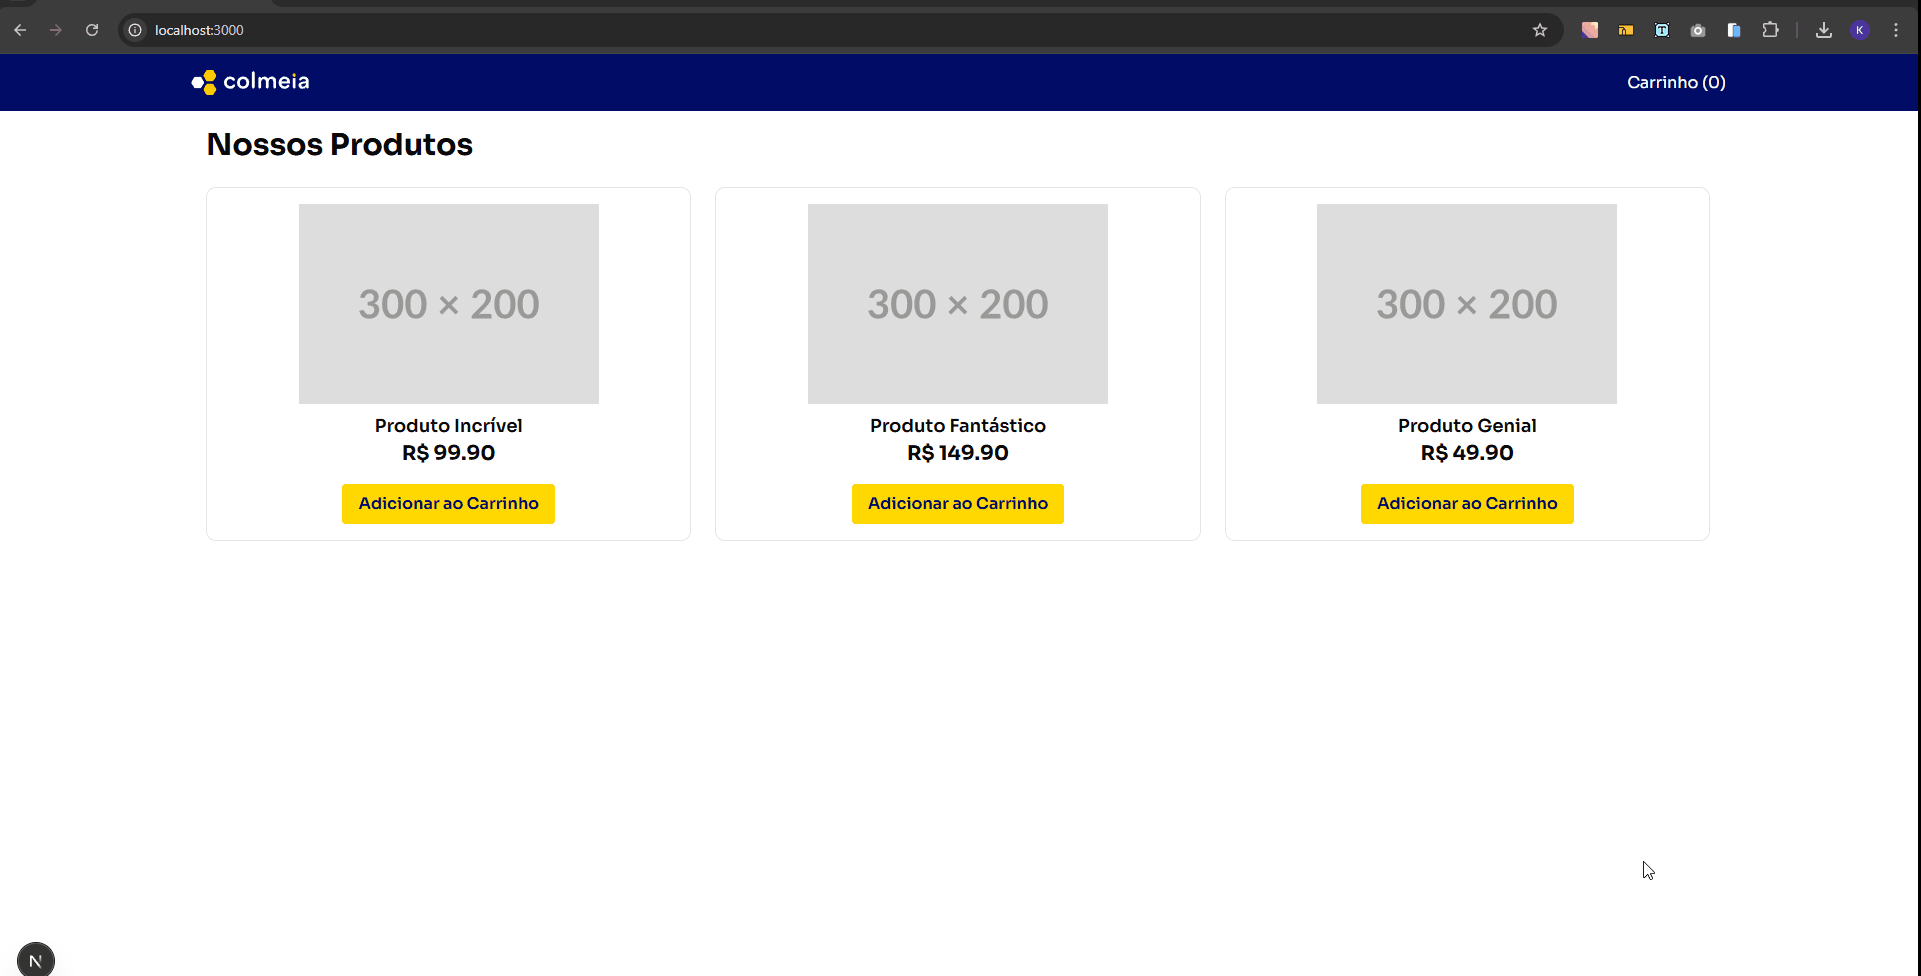 localhost:3000
K
colmeia
Carrinho (0)
Nossos Produtos
300 × 200
300 × 200
300 × 200
Produto Incrível
R$ 99.90
Adicionar ao Carrinho
Produto Fantástico
R$ 149.90
Adicionar ao Carrinho
Produto Genial
R$ 49.90
Adicionar ao Carrinho
N